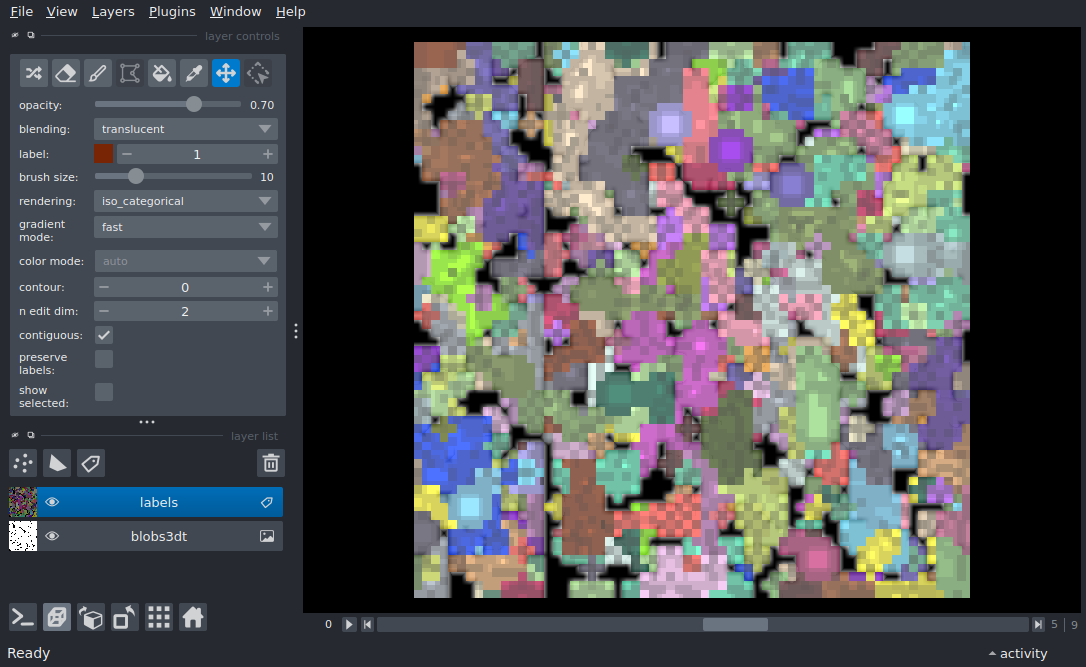 File View Layers Plugins Window Help
layer controls
opacity: 0.70
blending: translucent
label: 1
brush size: 10
rendering: iso_categorical
gradient
mode: fast
color mode: auto
contour: 0
n edit dim: 2
contiguous:
preserve
labels:
show
selected:
layer list
labels
blobs3dt
0 5 | 9
Ready activity